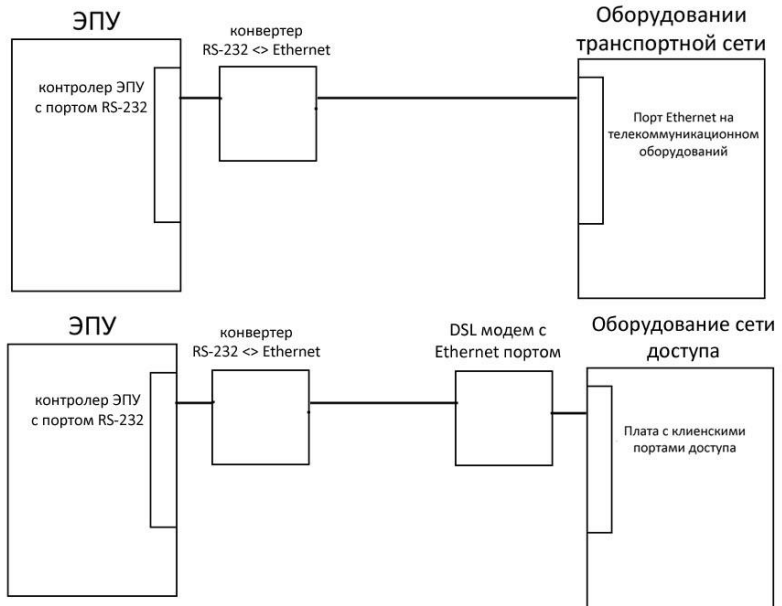 ЭПУ
контролер ЭПУ
с портом RS-232
конвертер
RS-232 <> Ethernet
Оборудовании
транспортной сети
Порт Ethernet на
телекоммуникационном
оборудований
ЭПУ
контролер ЭПУ
с портом RS-232
конвертер
RS-232 <> Ethernet
DSL модем с
Ethernet портом
Оборудование сети
доступа
Плата с клиенскими
портами доступа